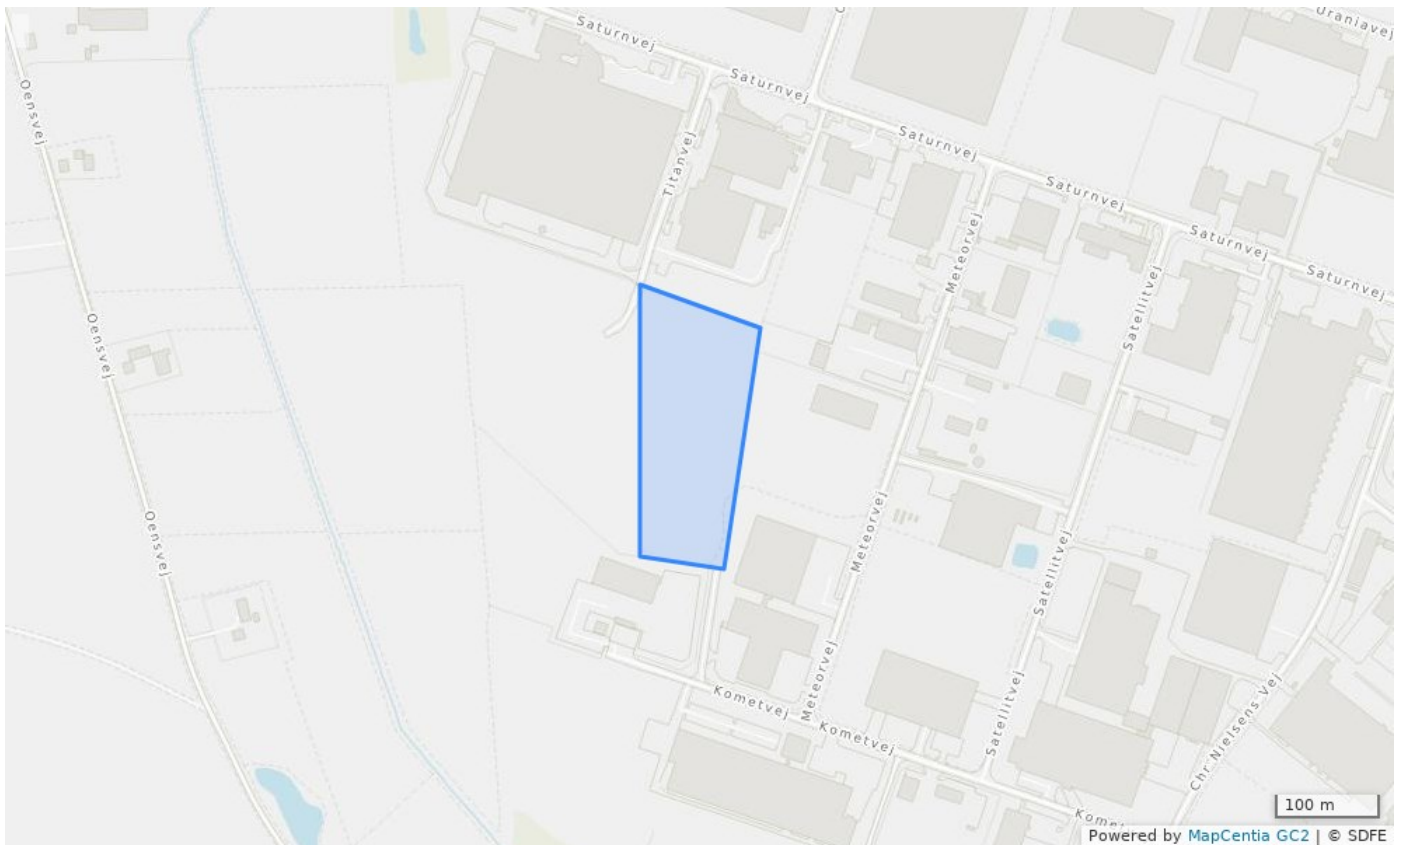 Saturnvej
Uraniavej
Saturnvej
Oensvej
Saturnvej
Titanvej
Saturnvej
Saturnvej
Meteorvej
Saturnvej
Satellitvej
Oensvej
Meteorvej
Oensvej
Satellitvej
Meteorvej
Kometvej
Kometvej
Satellitvej
Chr Nielsens Vej
100 m
Powered by MapCentia GC2 | © SDFE